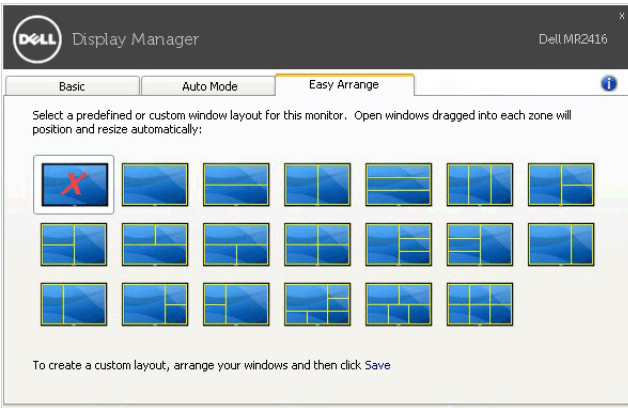 x
DELL Display Manager Dell MR2416
Basic Auto Mode Easy Arrange i
Select a predefined or custom window layout for this monitor. Open windows dragged into each zone will
position and resize automatically:
X
To create a custom layout, arrange your windows and then click Save